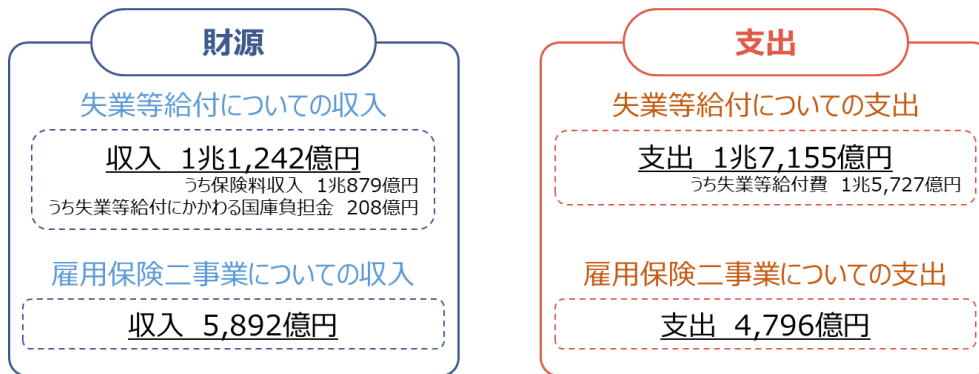 財源
失業等給付についての収入
収入 1兆1,242億円
うち保険料収入 1兆879億円
うち失業等給付にかかわる国庫負担金 208億円
雇用保険二事業についての収入
収入 5,892億円
支出
失業等給付についての支出
支出 1兆7,155億円
うち失業等給付費 1兆5,727億円
雇用保険二事業についての支出
支出 4,796億円